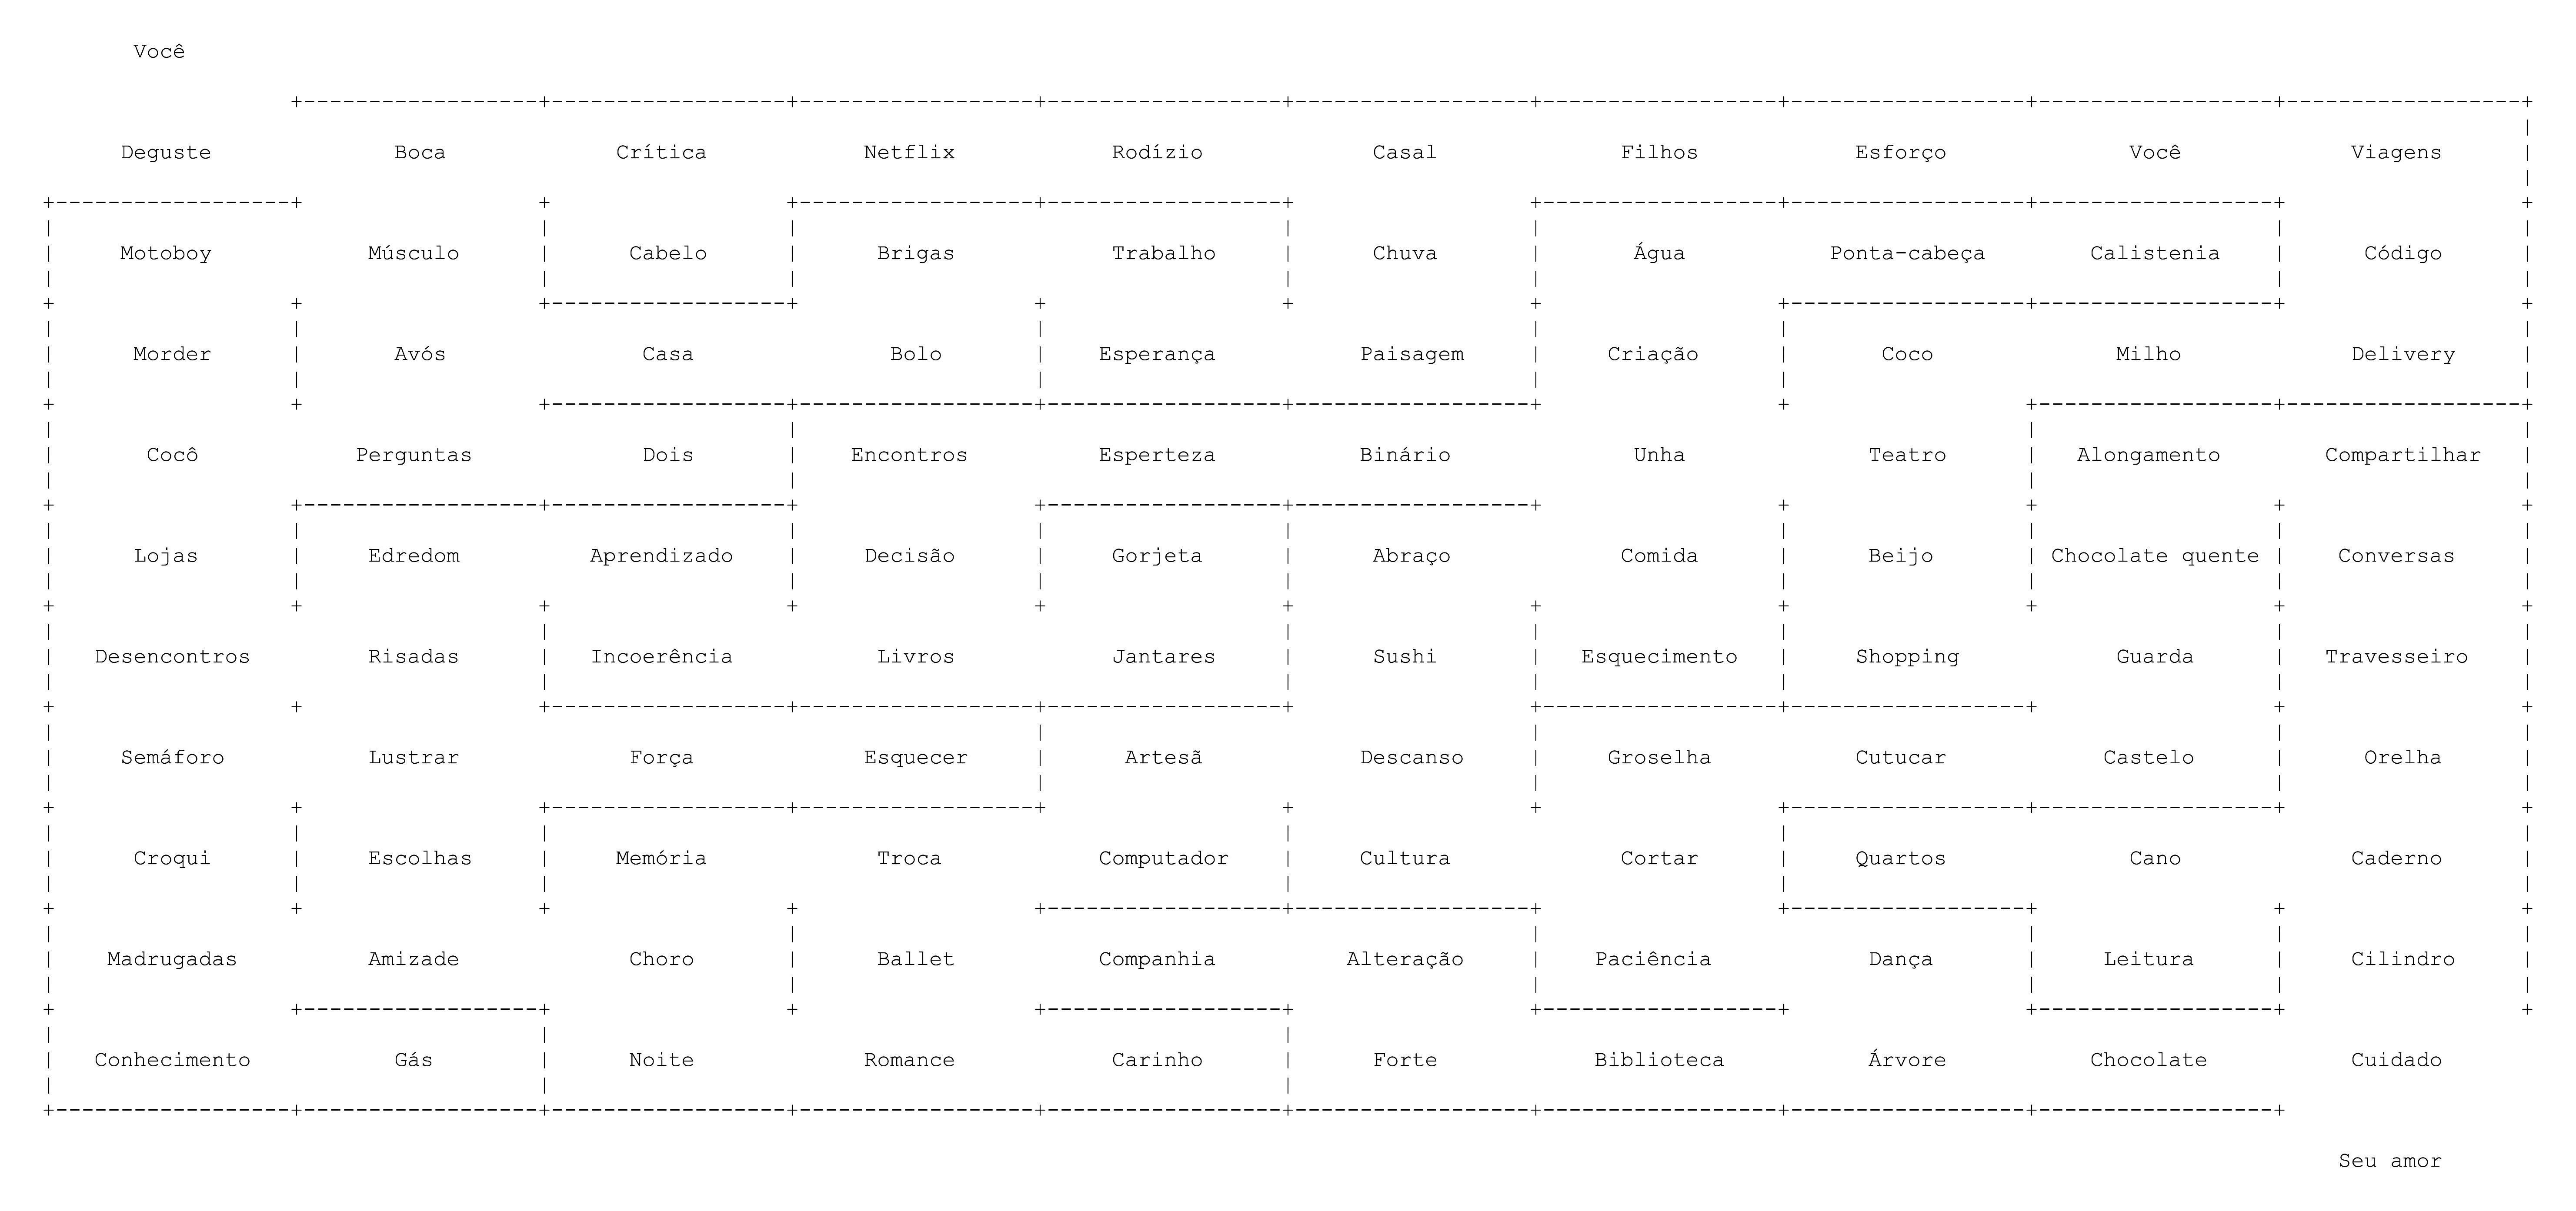 Você
Deguste Boca Crítica Netflix Rodízio Casal Filhos Esforço Você Viagens
Motoboy Músculo Cabelo Brigas Trabalho Chuva Água Ponta-cabeça Calistenia Código
Morder Avós Casa Bolo Esperança Paisagem Criação Coco Milho Delivery
Cocô Perguntas Dois Encontros Esperteza Binário Unha Teatro Alongamento Compartilhar
Lojas Edredom Aprendizado Decisão Gorjeta Abraço Comida Beijo Chocolate quente Conversas
Desencontros Risadas Incoerência Livros Jantares Sushi Esquecimento Shopping Guarda Travesseiro
Semáforo Lustrar Força Esquecer Artesã Descanso Groselha Cutucar Castelo Orelha
Croqui Escolhas Memória Troca Computador Cultura Cortar Quartos Cano Caderno
Madrugadas Amizade Choro Ballet Companhia Alteração Paciência Dança Leitura Cilindro
Conhecimento Gás Noite Romance Carinho Forte Biblioteca Árvore Chocolate Cuidado
Seu amor